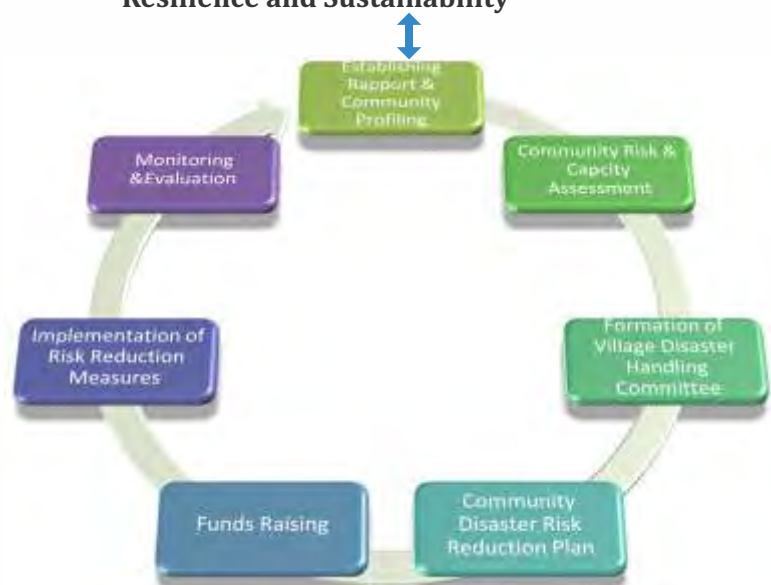 Resilience and Sustainability
Establishing
Rapport &
Community
Profiling
Community Risk &
Capcity
Assessment
Formation of
Village Disaster
Handling
Committee
Community
Disaster Risk
Reduction Plan
Funds Raising
Implementation of
Risk Reduction
Measures
Monitoring
&Evaluation